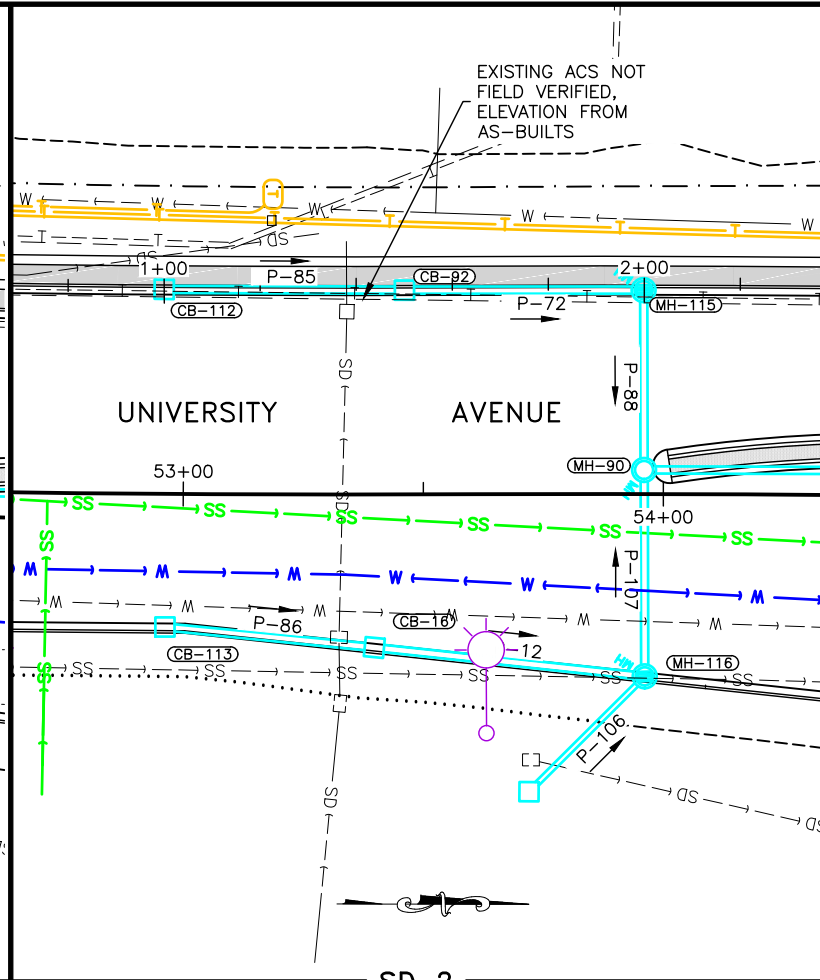 EXISTING ACS NOT
FIELD VERIFIED,
ELEVATION FROM
AS-BUILTS
W
W
W
W
W
T
T
T
T
T
T
T
T
T
SD
SD
1+00
P-85
CB-92
2+00
CB-112
P-72
MH-115
SD
P-88
UNIVERSITY AVENUE
MH-90
53+00
54+00
SD
SS
SS
SS
SS
SS
SS
SS
W
W
W
W
W
W
W
W
W
W
W
W
W
P-107
P-86
CB-16
CB-113
12
MH-116
SS
SS
SS
SS
SS
SS
P-106
SD
SD
SD